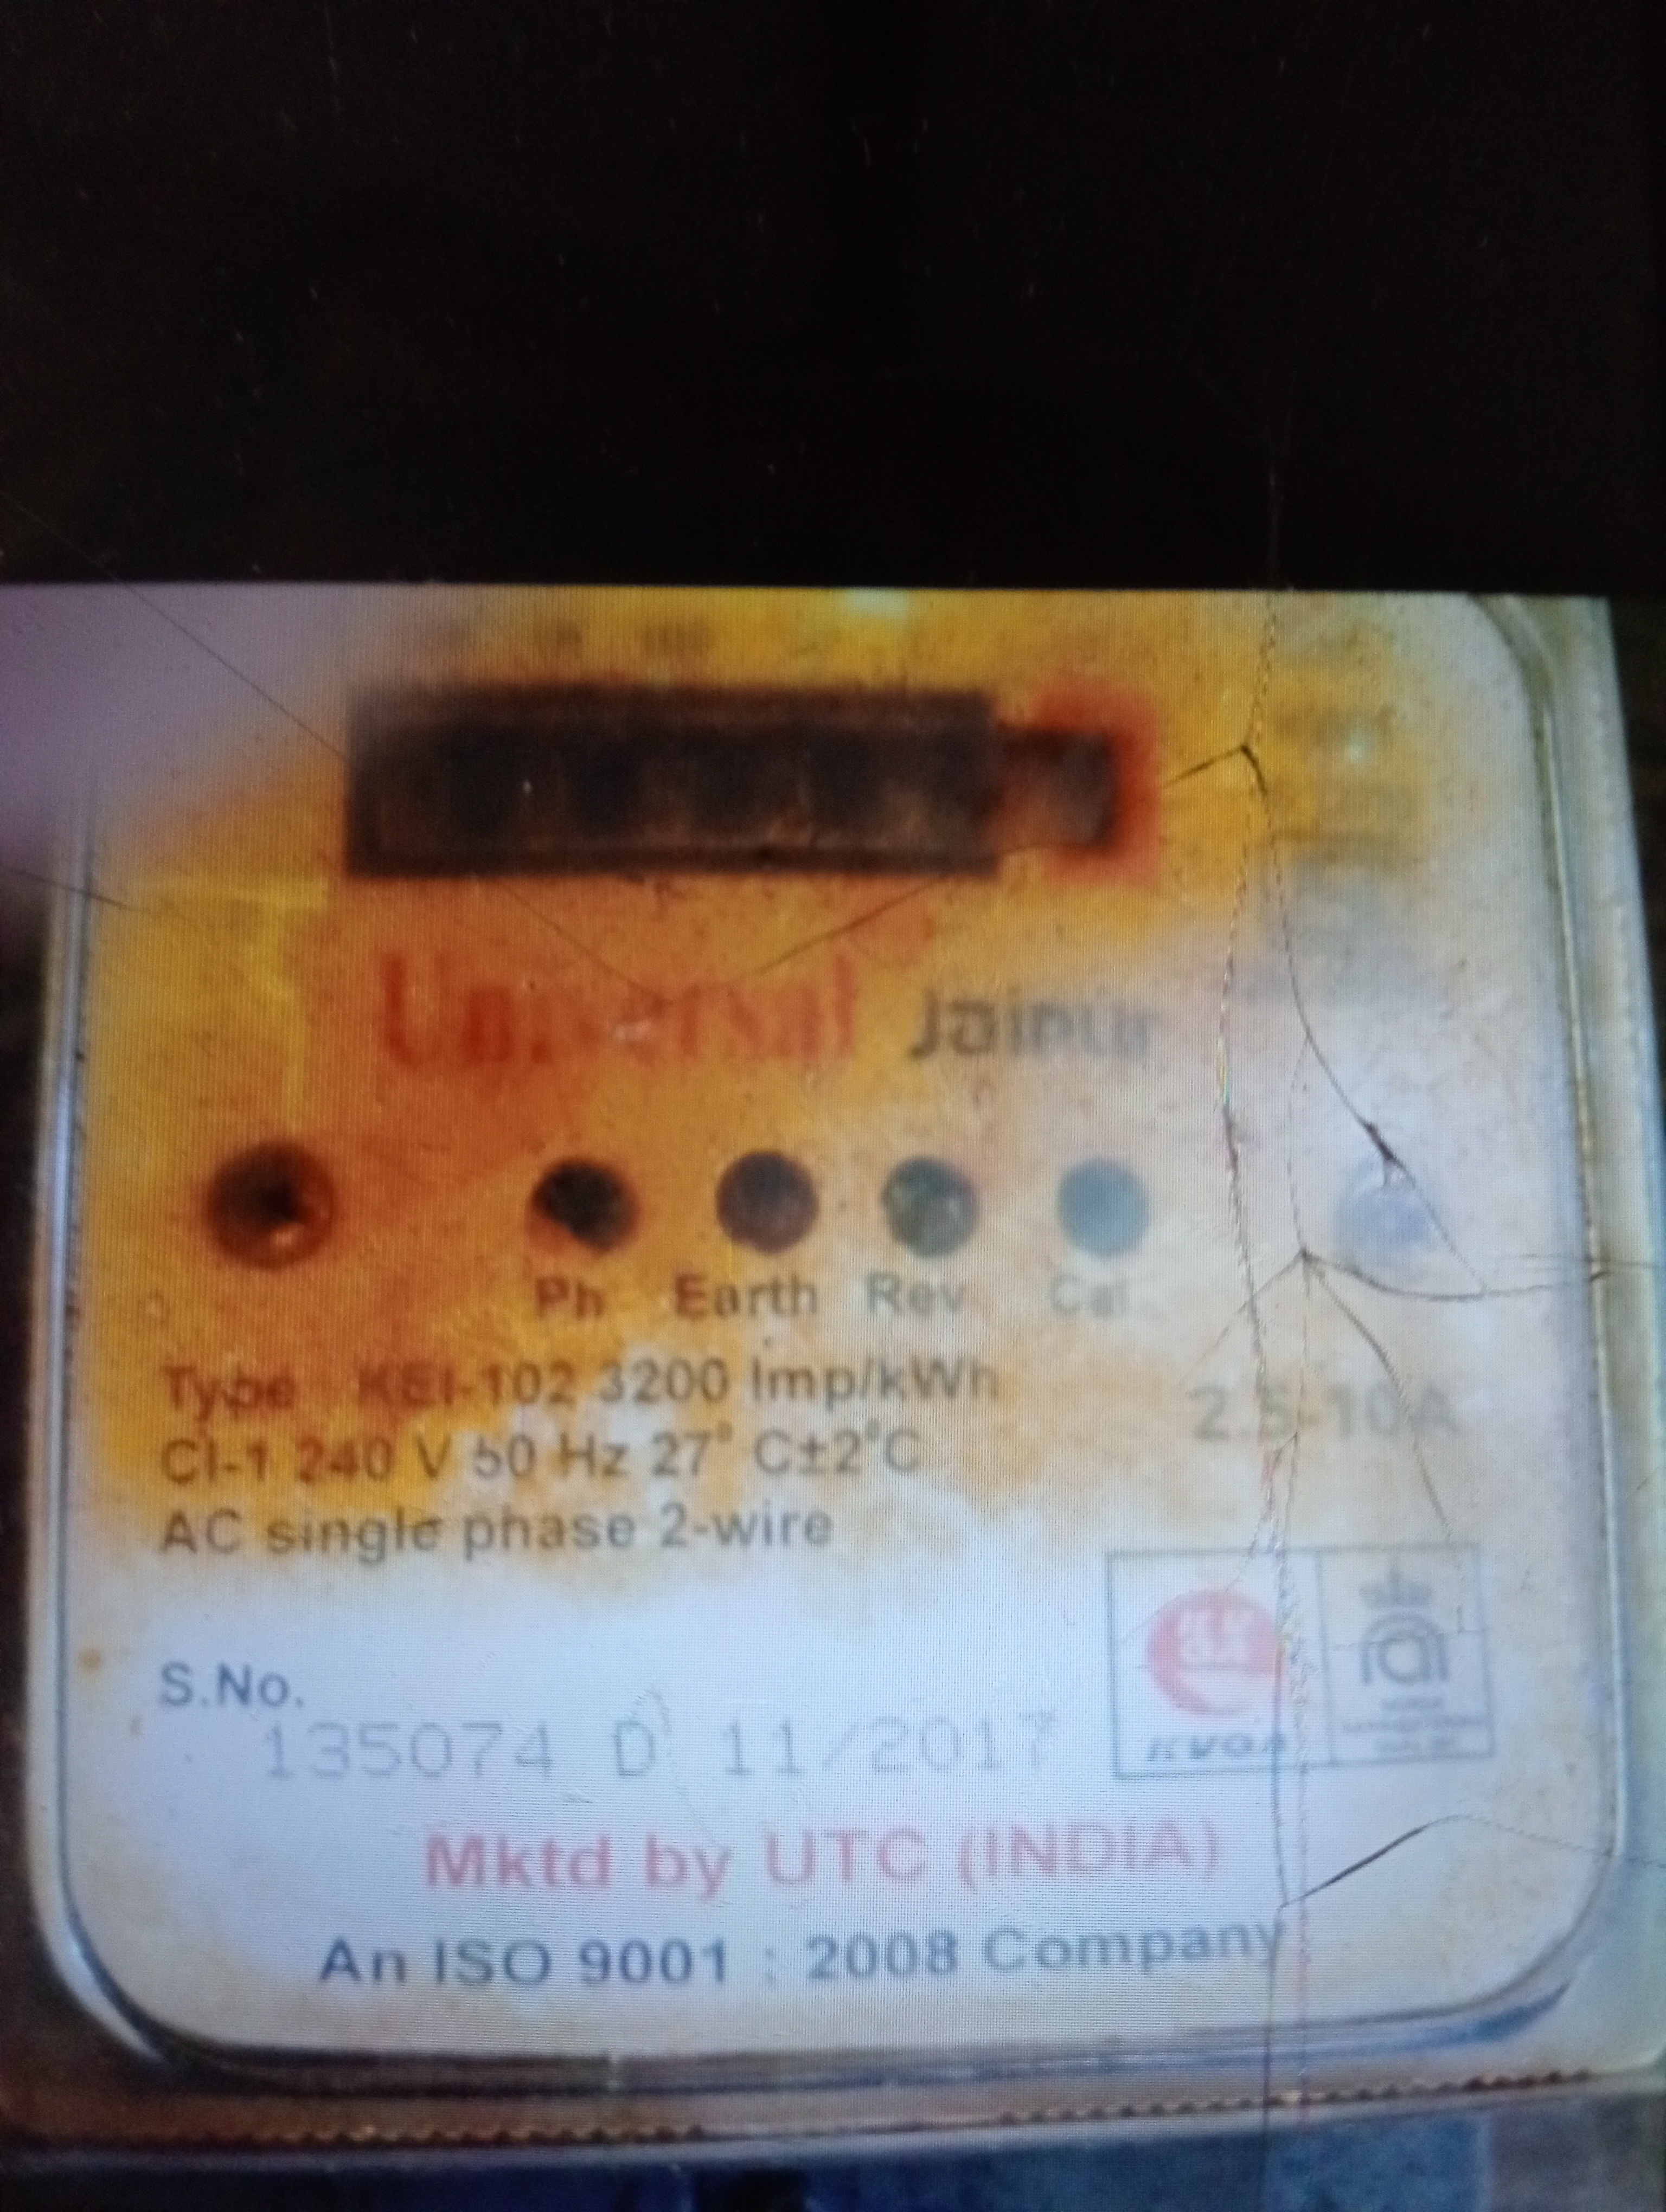 Universal Jaipur
Ph Earth Rev Cal
Type KEI-102 3200 Imp/kWh
Cl-1 240 V 50 Hz 27° C±2°C
2.5-10A
AC single phase 2-wire
S.No.
135074 D 11/2017
Mktd by UTC (INDIA)
An ISO 9001 : 2008 Company